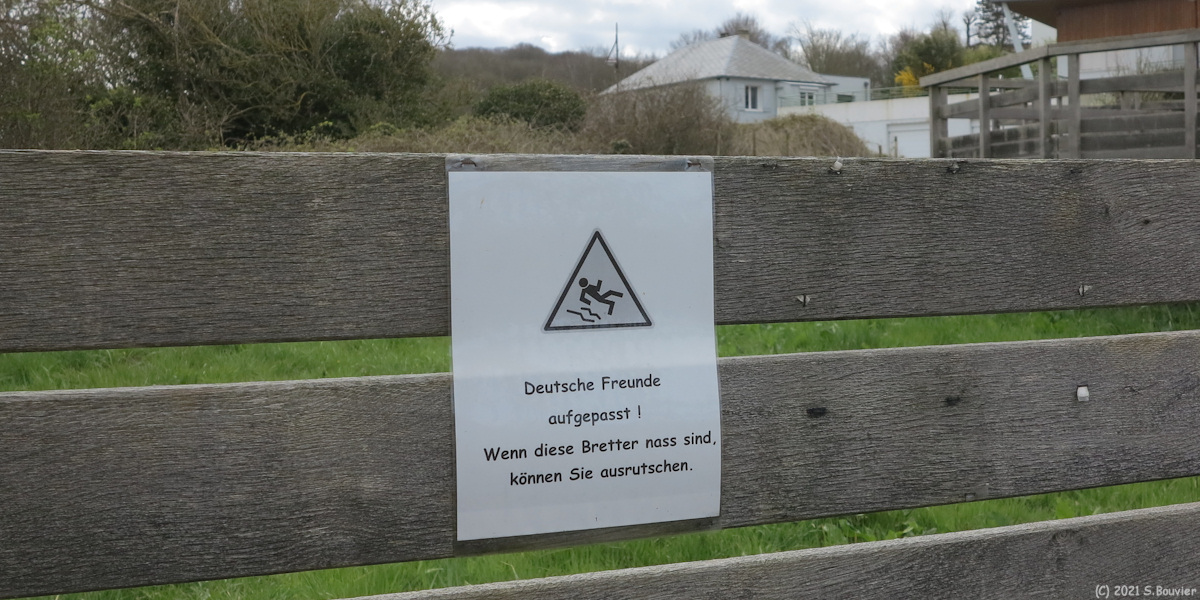 Deutsche Freunde
aufgepasst !
Wenn diese Bretter nass sind,
können Sie ausrutschen.
(C) 2021 S.Bouvier